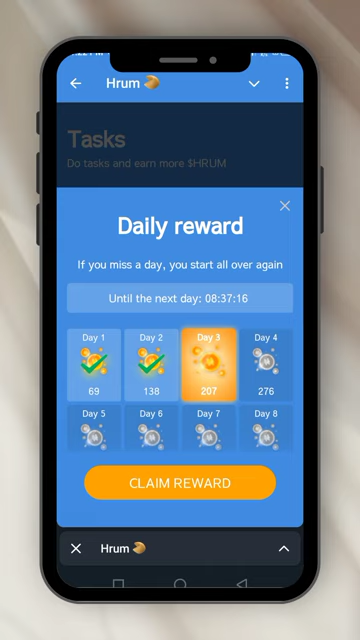 Hrum
Tasks
Do tasks and earn more $HRUM
Daily reward
If you miss a day, you start all over again
Until the next day: 08:37:16
Day 1 Day 2 Day 3 Day 4
69 138 207 276
Day 5 Day 6 Day 7 Day 8
CLAIM REWARD
Hrum